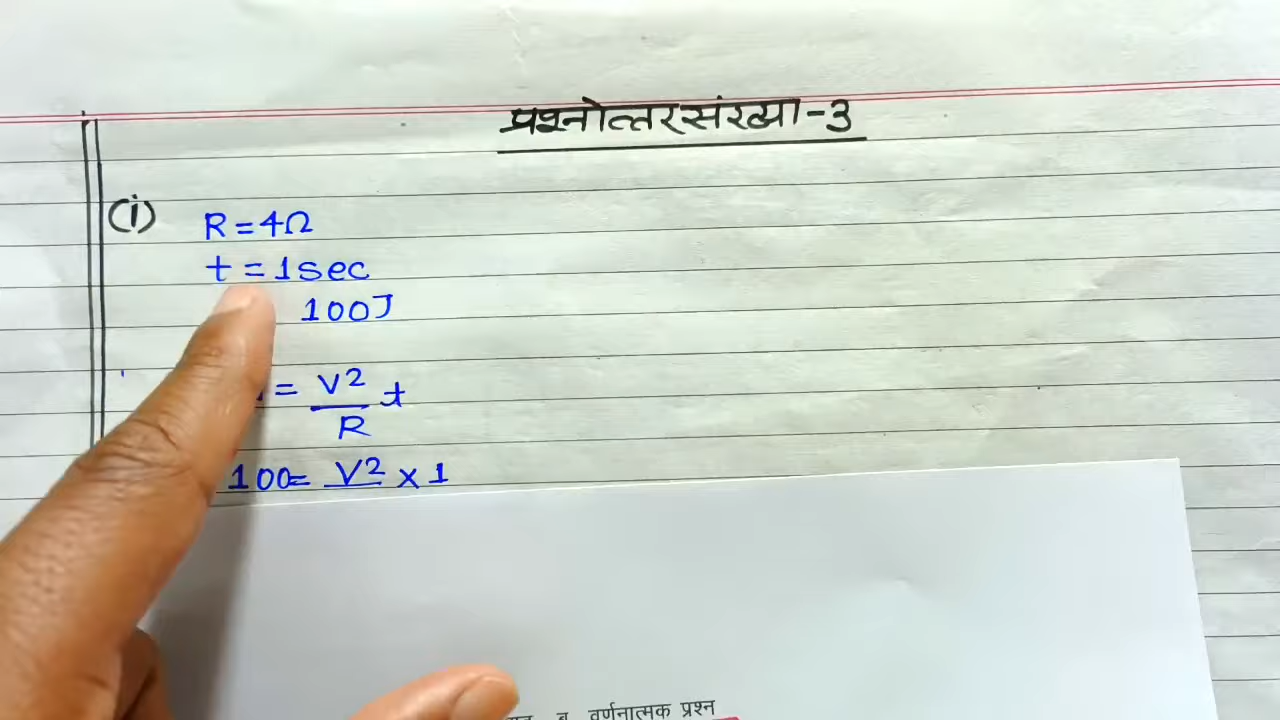 प्रश्नोत्तरसंख्या-3
(i) R = 4Ω
t = 1sec
100J
= V2
t
R
100 = V2 × 1
व वर्णनात्मक प्रश्न